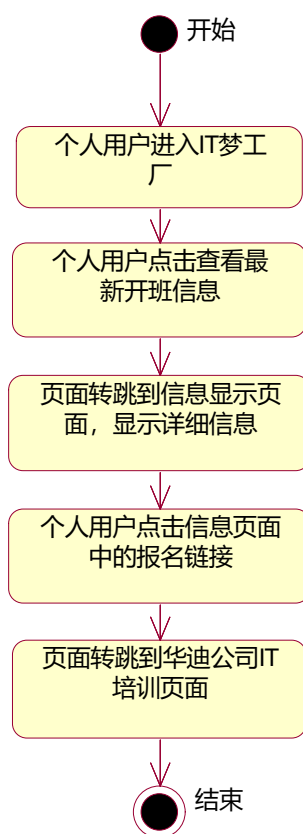 开始
个人用户进入IT梦工
厂
个人用户点击查看最
新开班信息
页面转跳到信息显示页
面，显示详细信息
个人用户点击信息页面
中的报名链接
页面转跳到华迪公司IT
培训页面
结束